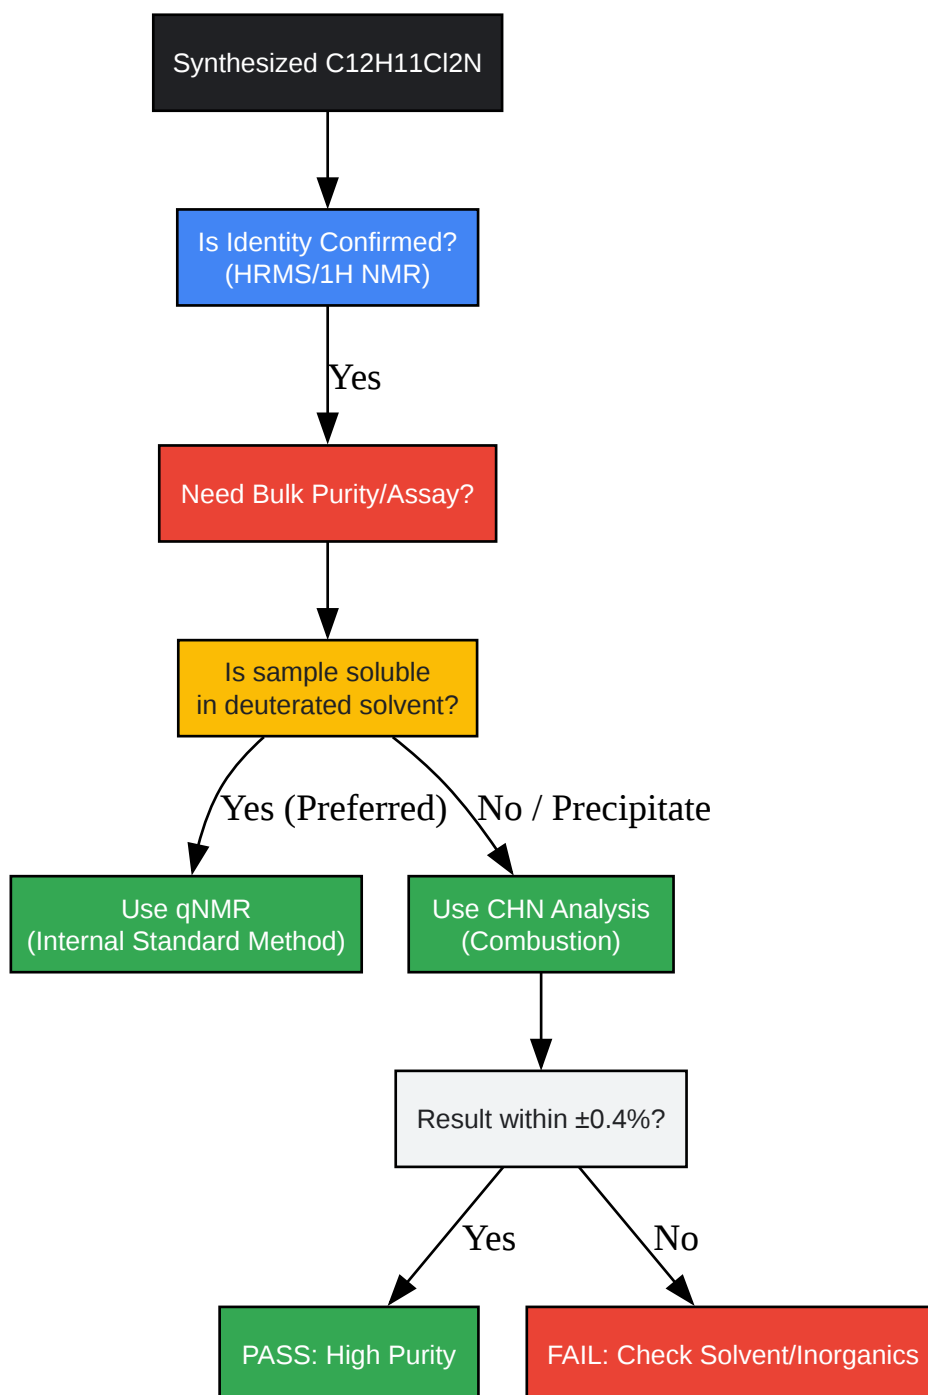 Synthesized C12H11Cl2N
Is Identity Confirmed?
(HRMS/1H NMR)
Yes
Need Bulk Purity/Assay?
Is sample soluble
in deuterated solvent?
Yes (Preferred)
No / Precipitate
Use qNMR
(Internal Standard Method)
Use CHN Analysis
(Combustion)
Result within ±0.4%?
Yes
No
PASS: High Purity
FAIL: Check Solvent/Inorganics